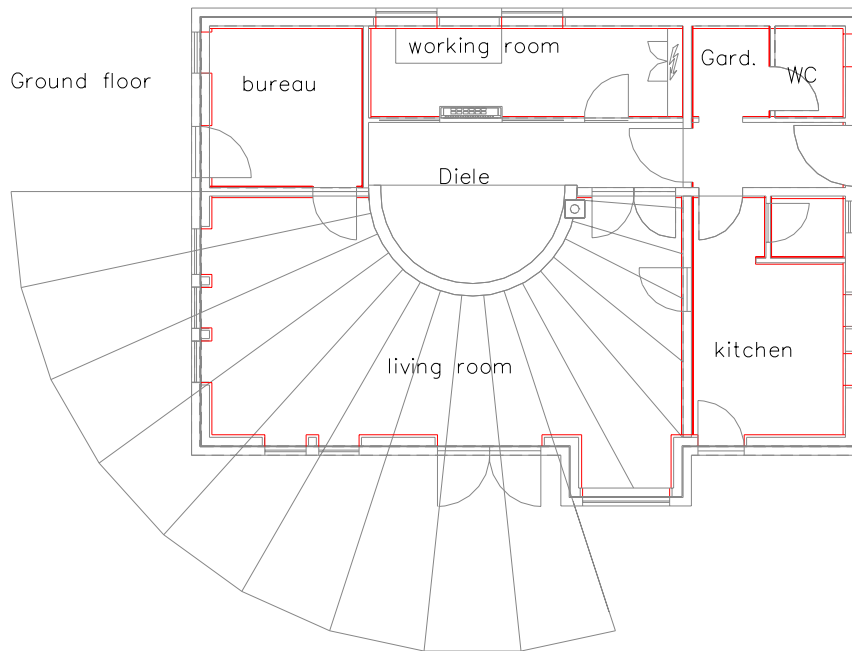 working room
Gard.
WC
Ground floor
bureau
Diele
kitchen
living room